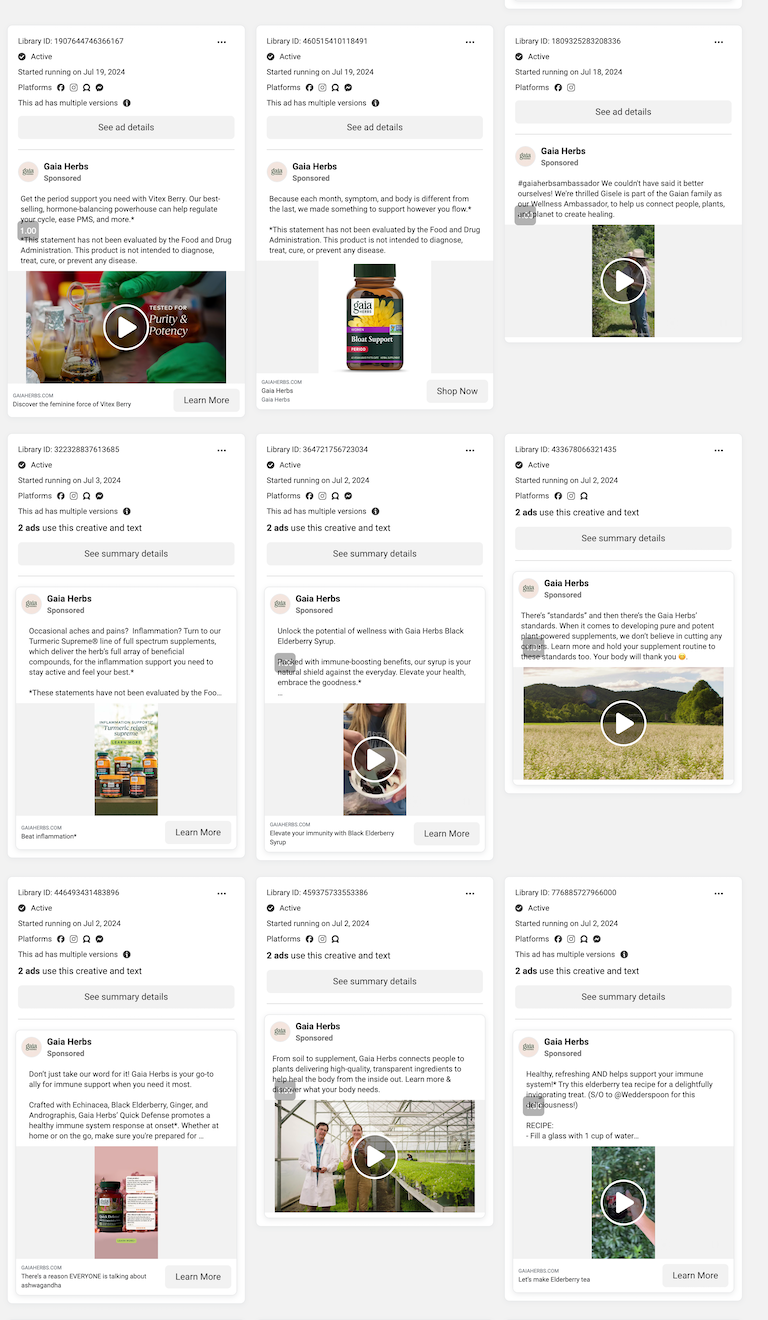 Library ID: 1907644746366167
Active
Started running on Jul 19, 2024
Platforms
This ad has multiple versions
See ad details
Gaia Herbs
Sponsored
Get the period support you need with Vitex Berry. Our best-
selling, hormone-balancing powerhouse can help regulate
your cycle, ease PMS, and more.*
1.00
*This statement has not been evaluated by the Food and Drug
Administration. This product is not intended to diagnose,
treat, cure, or prevent any disease.
TESTED FOR
Purity &
Potency
GAIAHERBS.COM
Discover the feminine force of Vitex Berry
Learn More
Library ID: 460515410118491
Active
Started running on Jul 19, 2024
Platforms
This ad has multiple versions
See ad details
Gaia Herbs
Sponsored
Because each month, symptom, and body is different from
the last, we made something to support however you flow.*
*This statement has not been evaluated by the Food and Drug
Administration. This product is not intended to diagnose,
treat, cure, or prevent any disease.
gaia
HERBS
Bloat Support
PERIOD
GAIAHERBS.COM
Gaia Herbs
Gaia Herbs
Shop Now
Library ID: 1809325283208336
Active
Started running on Jul 18, 2024
Platforms
See ad details
Gaia Herbs
Sponsored
#gaiaherbsambassador We couldn't have said it better
ourselves! We're thrilled Gisele is part of the Gaian family as
our Wellness Ambassador, to help us connect people, plants,
and planet to create healing.
Library ID: 322328837613685
Active
Started running on Jul 3, 2024
Platforms
This ad has multiple versions
2 ads use this creative and text
See summary details
Gaia Herbs
Sponsored
Occasional aches and pains? Inflammation? Turn to our
Turmeric Supreme® line of full spectrum supplements,
which deliver the herb's full array of beneficial
compounds, for the inflammation support you need to
stay active and feel your best.*
*These statements have not been evaluated by the Foo...
INFLAMMATION SUPPORT?
Turmeric reigns
supreme
LEARN MORE
GAIAHERBS.COM
Beat inflammation*
Learn More
Library ID: 364721756723034
Active
Started running on Jul 2, 2024
Platforms
This ad has multiple versions
2 ads use this creative and text
See summary details
Gaia Herbs
Sponsored
Unlock the potential of wellness with Gaia Herbs Black
Elderberry Syrup.
Packed with immune-boosting benefits, our syrup is your
natural shield against the everyday. Elevate your health,
embrace the goodness.*
...
GAIAHERBS.COM
Elevate your immunity with Black Elderberry
Syrup
Learn More
Library ID: 433678066321435
Active
Started running on Jul 2, 2024
Platforms
2 ads use this creative and text
See summary details
Gaia Herbs
Sponsored
There's "standards" and then there's the Gaia Herbs'
standards. When it comes to developing pure and potent
plant-powered supplements, we don't believe in cutting any
corners. Learn more and hold your supplement routine to
these standards too. Your body will thank you 😊.
Library ID: 446493431483896
Active
Started running on Jul 2, 2024
Platforms
This ad has multiple versions
2 ads use this creative and text
See summary details
Gaia Herbs
Sponsored
Don't just take our word for it! Gaia Herbs is your go-to
ally for immune support when you need it most.
Crafted with Echinacea, Black Elderberry, Ginger, and
Andrographis, Gaia Herbs' Quick Defense promotes a
healthy immune system response at onset*. Whether at
home or on the go, make sure you're prepared for ...
GAIAHERBS.COM
There's a reason EVERYONE is talking about
ashwagandha
Learn More
Library ID: 459375733553386
Active
Started running on Jul 2, 2024
Platforms
2 ads use this creative and text
See summary details
Gaia Herbs
Sponsored
From soil to supplement, Gaia Herbs connects people to
plants delivering high-quality, transparent ingredients to
help heal the body from the inside out. Learn more &
discover what your body needs.
Library ID: 776885727966000
Active
Started running on Jul 2, 2024
Platforms
This ad has multiple versions
2 ads use this creative and text
See summary details
Gaia Herbs
Sponsored
Healthy, refreshing AND helps support your immune
system!* Try this elderberry tea recipe for a delightfully
invigorating treat. (S/O to @Wedderspoon for this
deliciousness!)
RECIPE:
- Fill a glass with 1 cup of water...
GAIAHERBS.COM
Let's make Elderberry tea
Learn More